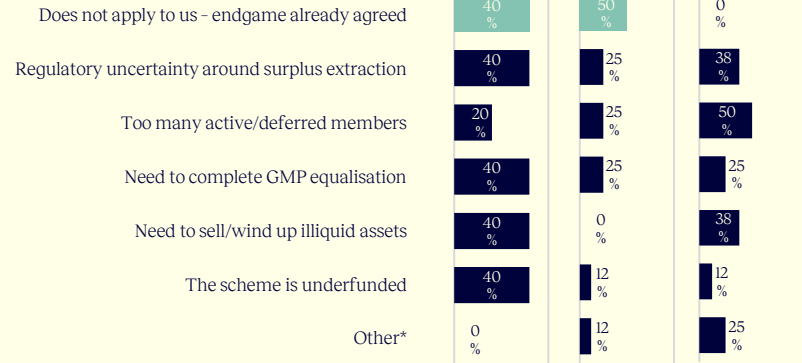 Does not apply to us - endgame already agreed 40 % 50 % 0 %
Regulatory uncertainty around surplus extraction 40 % 25 % 38 %
Too many active/deferred members 20 % 25 % 50 %
Need to complete GMP equalisation 40 % 25 % 25 %
Need to sell/wind up illiquid assets 40 % 0 % 38 %
The scheme is underfunded 40 % 12 % 12 %
Other* 0 % 12 % 25 %